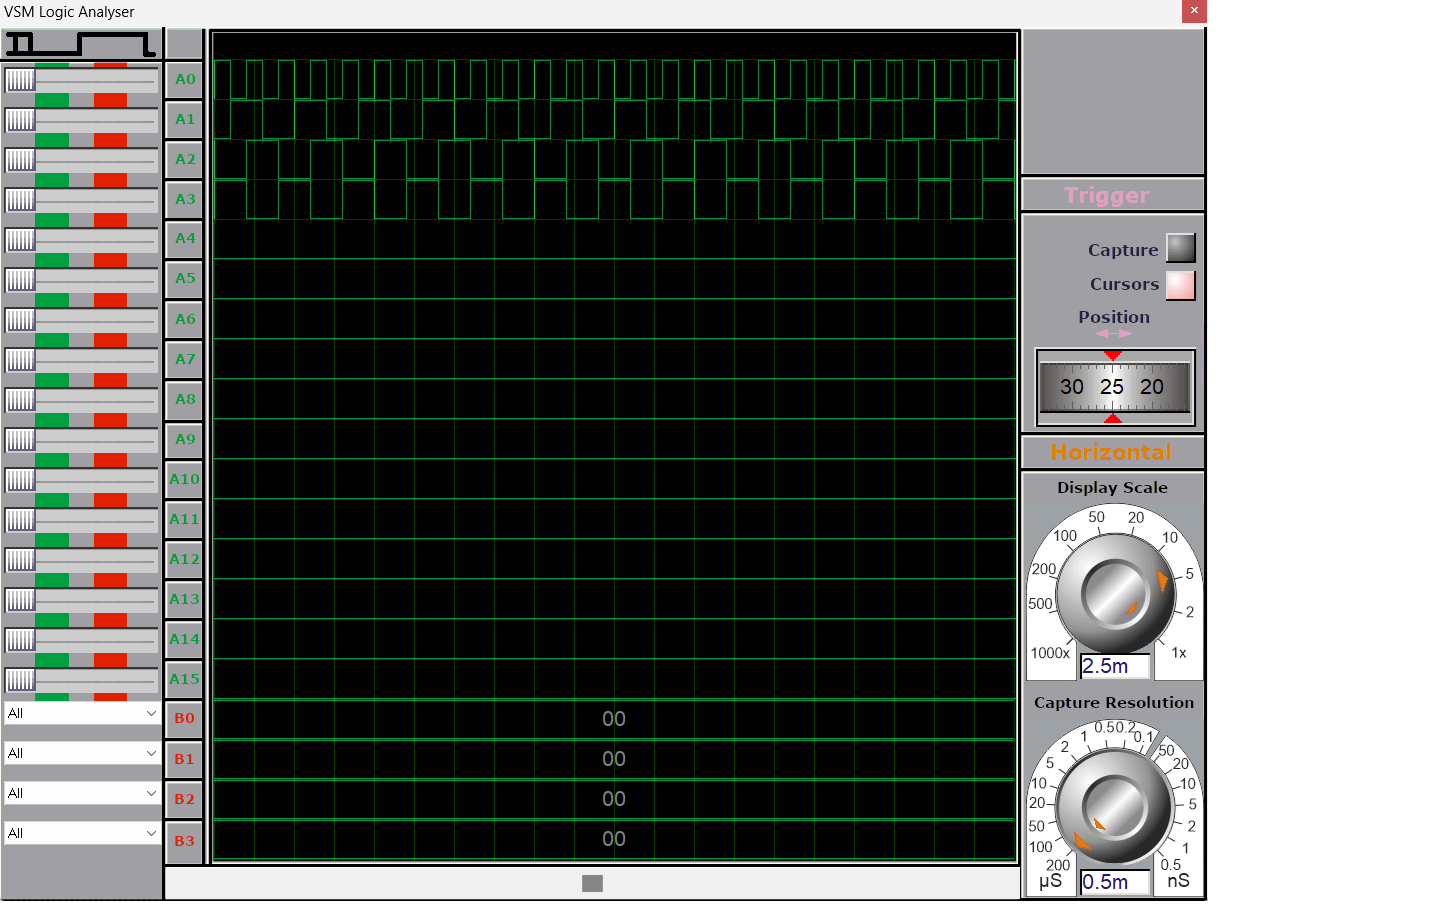 VSM Logic Analyser
A0
A1
A2
A3
A4
A5
A6
A7
A8
A9
A10
A11
A12
A13
A14
A15
All
B0
00
All
B1
00
All
B2
00
All
B3
00
Trigger
Capture
Cursors
Position
30 25 20
Horizontal
Display Scale
1000x 500 200 100 50 20 10 5 2 1x
2.5m
Capture Resolution
200 100 50 20 10 5 2 1 0.5 0.2 0.1 50 20 10 5 2 1 0.5
µS
0.5m
nS